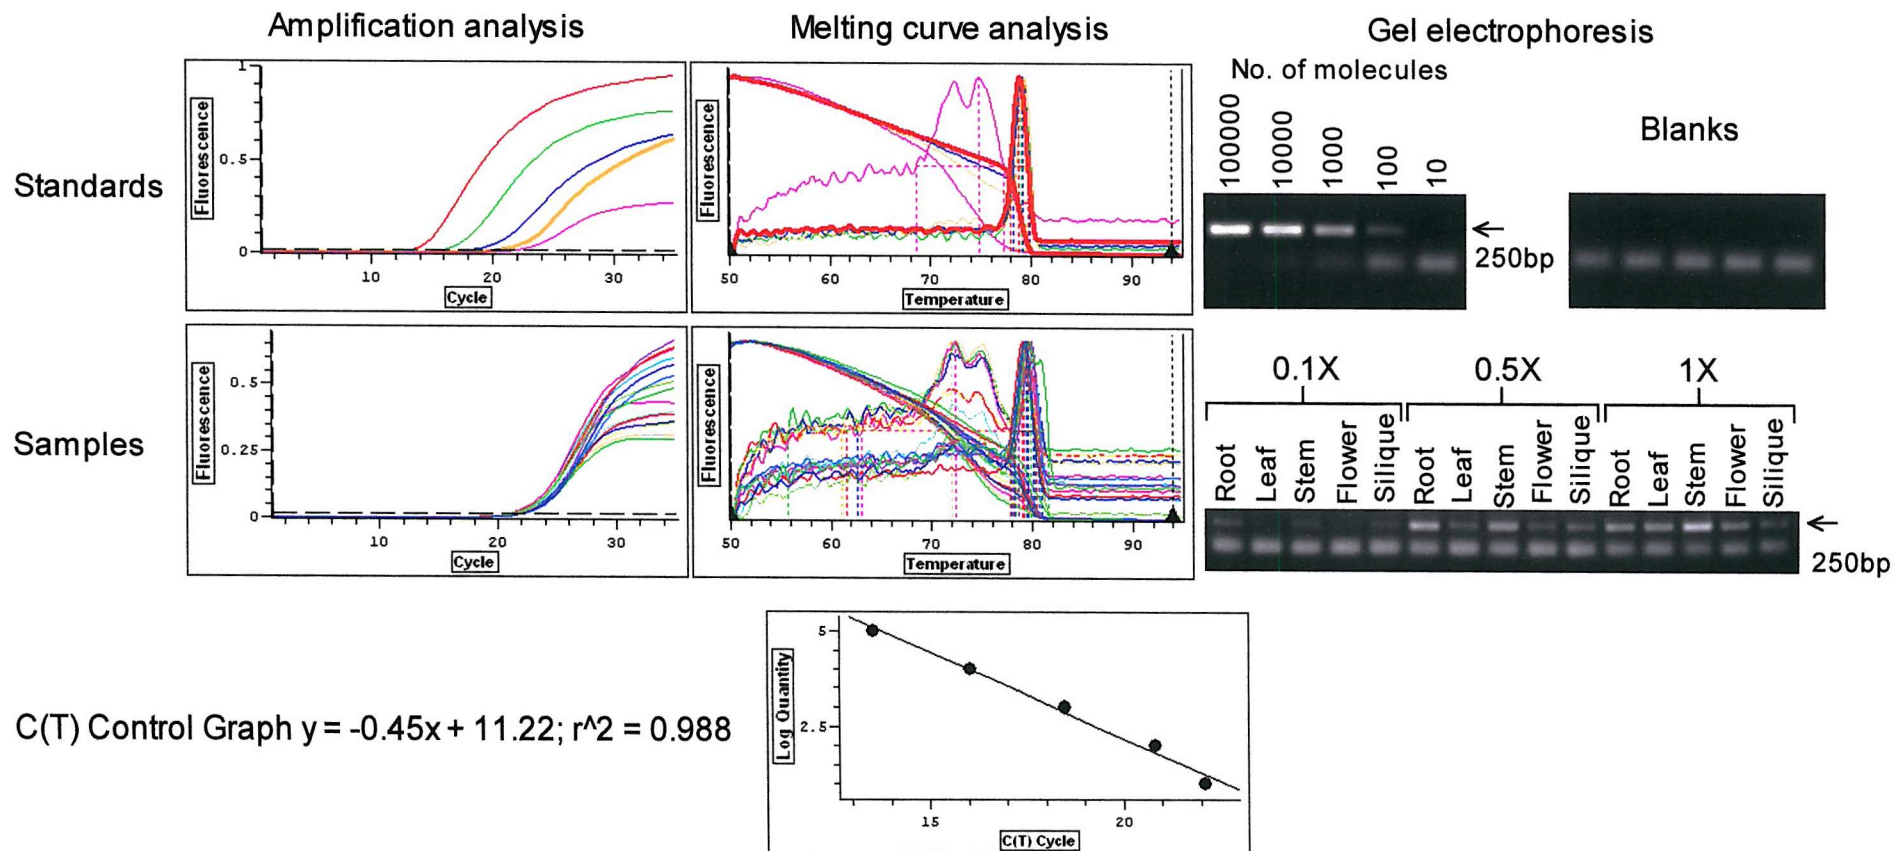 Amplification analysis
Melting curve analysis
Gel electrophoresis
Standards
Fluorescence
1
0.5
0
10 20 30
Cycle
Fluorescence
50 60 70 80 90
Temperature
No. of molecules
100000 10000 1000 100 10
250bp
Blanks
Samples
Fluorescence
0.5
0.25
0
10 20 30
Cycle
Fluorescence
50 60 70 80 90
Temperature
0.1X 0.5X 1X
Root Leaf Stem Flower Silique Root Leaf Stem Flower Silique Root Leaf Stem Flower Silique
250bp
C(T) Control Graph y = -0.45x + 11.22; r^2 = 0.988
Log Quantity
5
2.5
15 20
C(T) Cycle